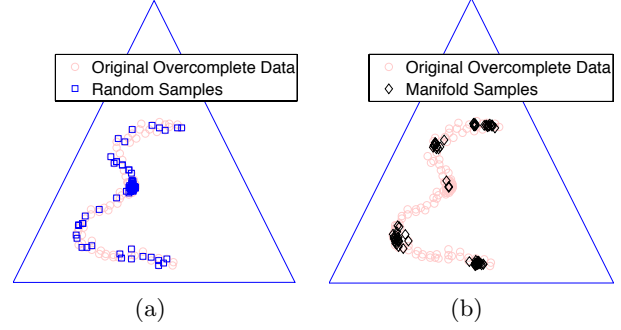 Original Overcomplete Data
Random Samples
(a)
Original Overcomplete Data
Manifold Samples
(b)